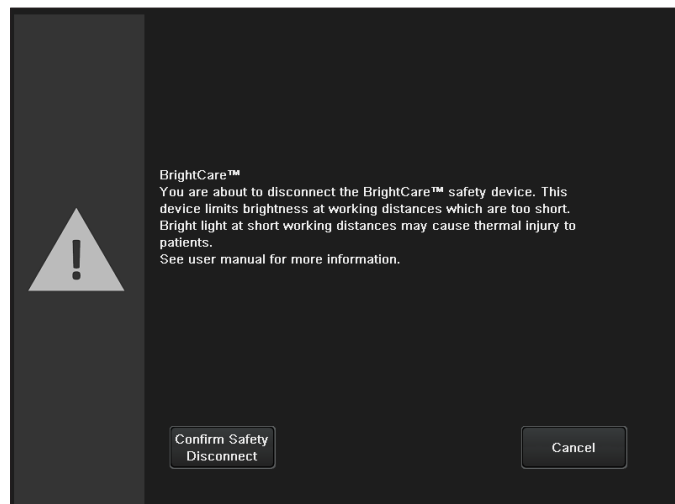 BrightCare™
You are about to disconnect the BrightCare™ safety device. This
device limits brightness at working distances which are too short.
Bright light at short working distances may cause thermal injury to
patients.
See user manual for more information.
Confirm Safety
Disconnect
Cancel